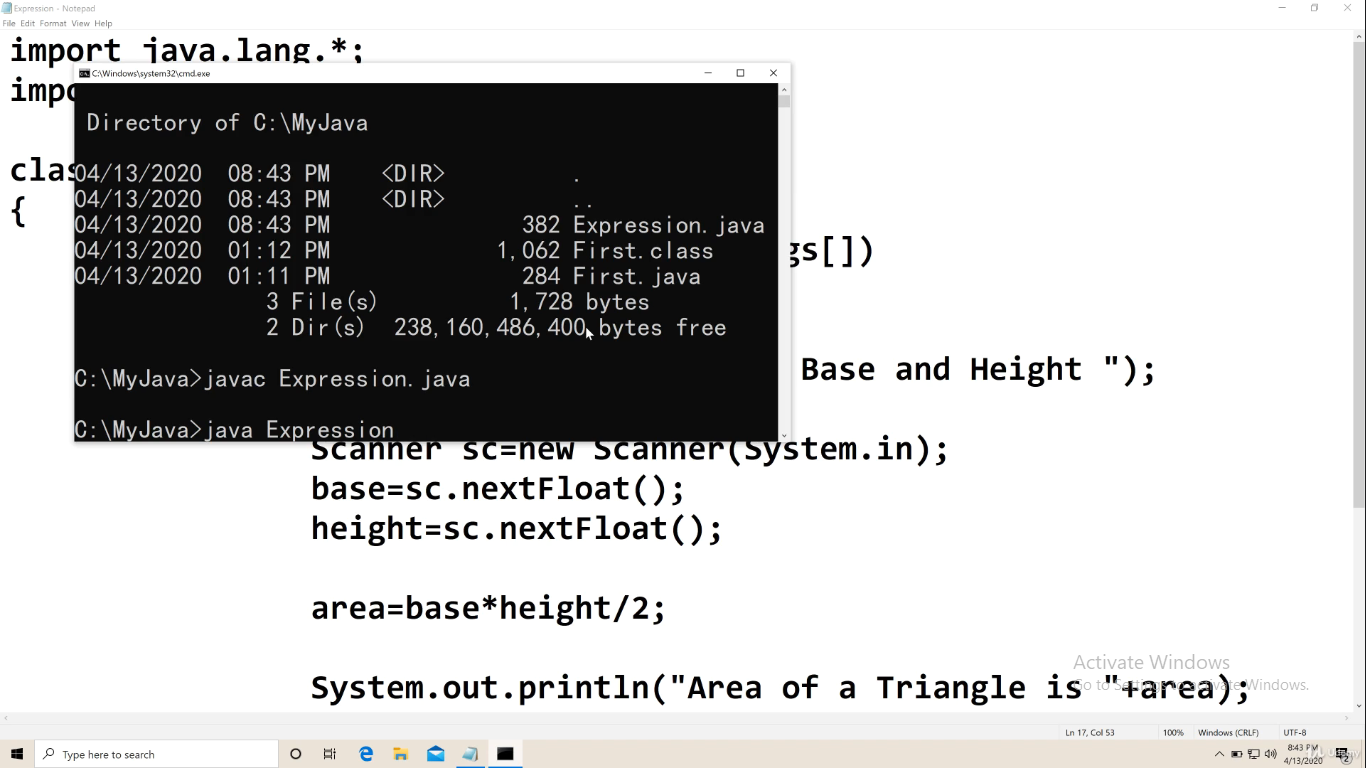 Expression - Notepad
File Edit Format View Help
import java.lang.*;
C:\Windows\system32\cmd.exe
Directory of C:\MyJava
04/13/2020 08:43 PM <DIR> .
04/13/2020 08:43 PM <DIR> ..
04/13/2020 08:43 PM 382 Expression.java
04/13/2020 01:12 PM 1,062 First.class
04/13/2020 01:11 PM 284 First.java
3 File(s) 1,728 bytes
2 Dir(s) 238,160,486,400 bytes free
C:\MyJava>javac Expression.java
C:\MyJava>java Expression
{
gs[])
Base and Height ");
Scanner sc=new Scanner(System.in);
base=sc.nextFloat();
height=sc.nextFloat();
area=base*height/2;
System.out.println("Area of a Triangle is "+area);
Activate Windows
Go to Settings to activate Windows.
Ln 17, Col 53 100% Windows (CRLF) UTF-8
Type here to search
8:43 PM
4/13/2020
2